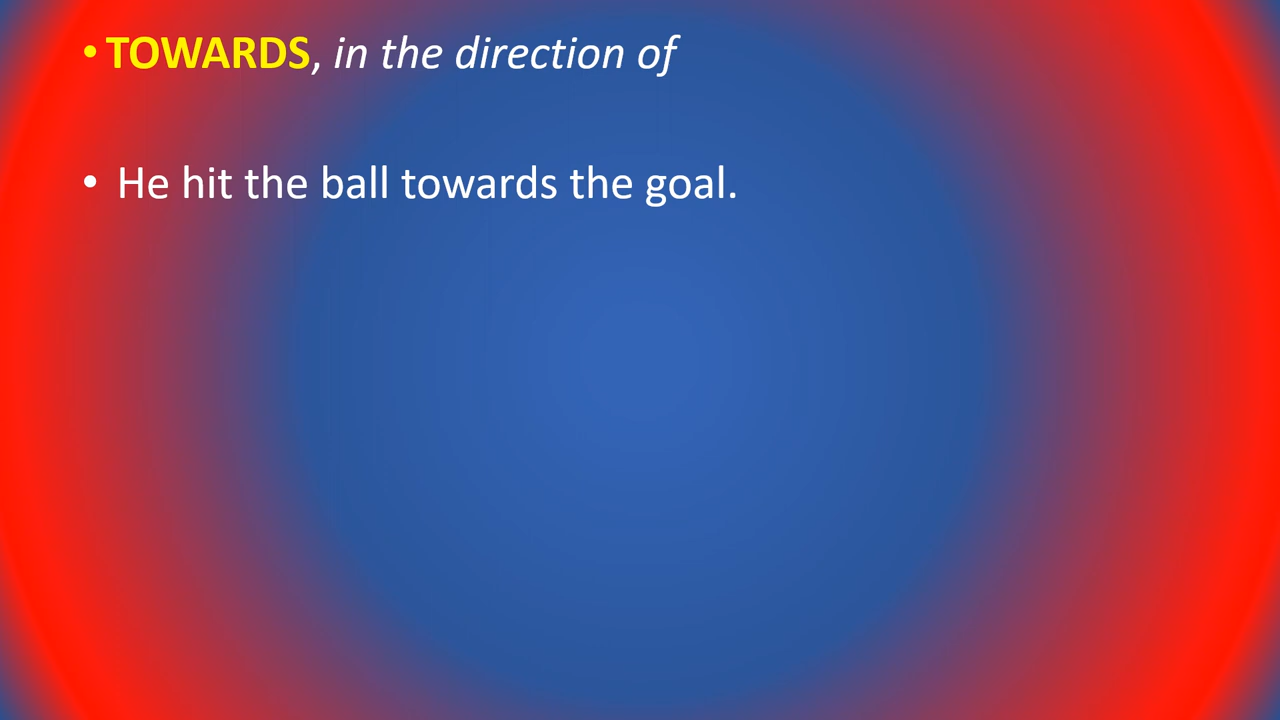 • TOWARDS, in the direction of
• He hit the ball towards the goal.